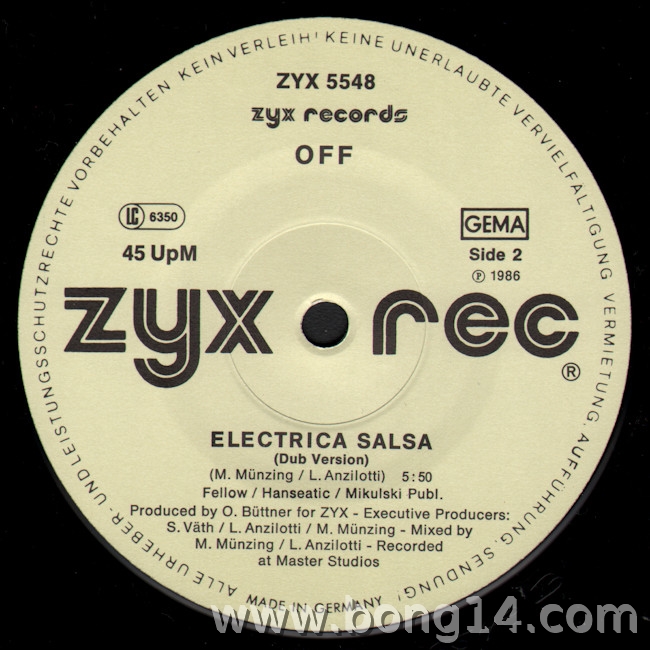 ALLE URHEBER- UND LEISTUNGSSCHUTZRECHTE VORBEHALTEN KEIN VERLEIH! KEINE UNERLAUBTE VERVIELFÄLTIGUNG VERMIETUNG, AUFFÜHRUNG, SENDUNG!
ZYX 5548
zyx records
OFF
LC 6350
GEMA
45 UpM
Side 2
Ⓟ 1986
zyx rec®
ELECTRICA SALSA
(Dub Version)
(M. Münzing / L. Anzilotti) 5:50
Fellow / Hanseatic / Mikulski Publ.
Produced by O. Büttner for ZYX - Executive Producers:
S. Väth / L. Anzilotti / M. Münzing - Mixed by
M. Münzing / L. Anzilotti - Recorded
at Master Studios
MADE IN GERMANY
www.bong14.com